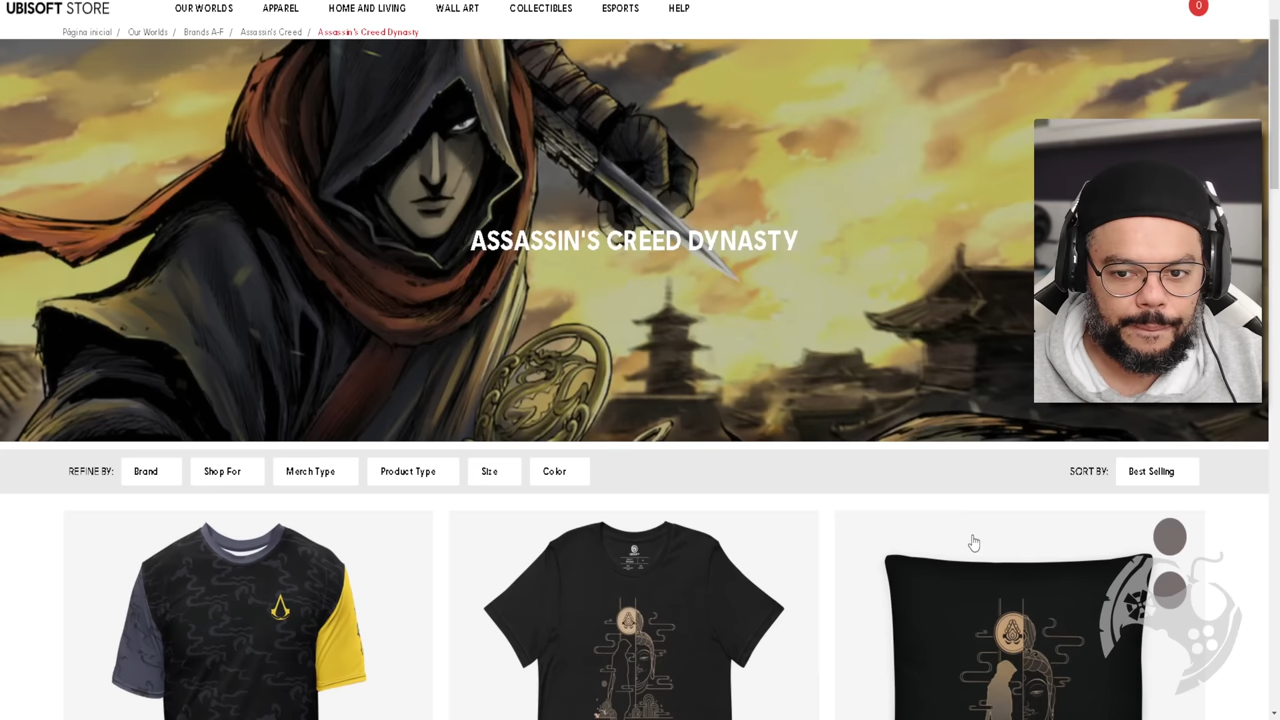 UBISOFT STORE
OUR WORLDS
APPAREL
HOME AND LIVING
WALL ART
COLLECTIBLES
ESPORTS
HELP
0
Página inicial / Our Worlds / Brands A-F / Assassin's Creed / Assassin's Creed Dynasty
ASSASSIN'S CREED DYNASTY
REFINE BY:
Brand
Shop For
Merch Type
Product Type
Size
Color
SORT BY:
Best Selling